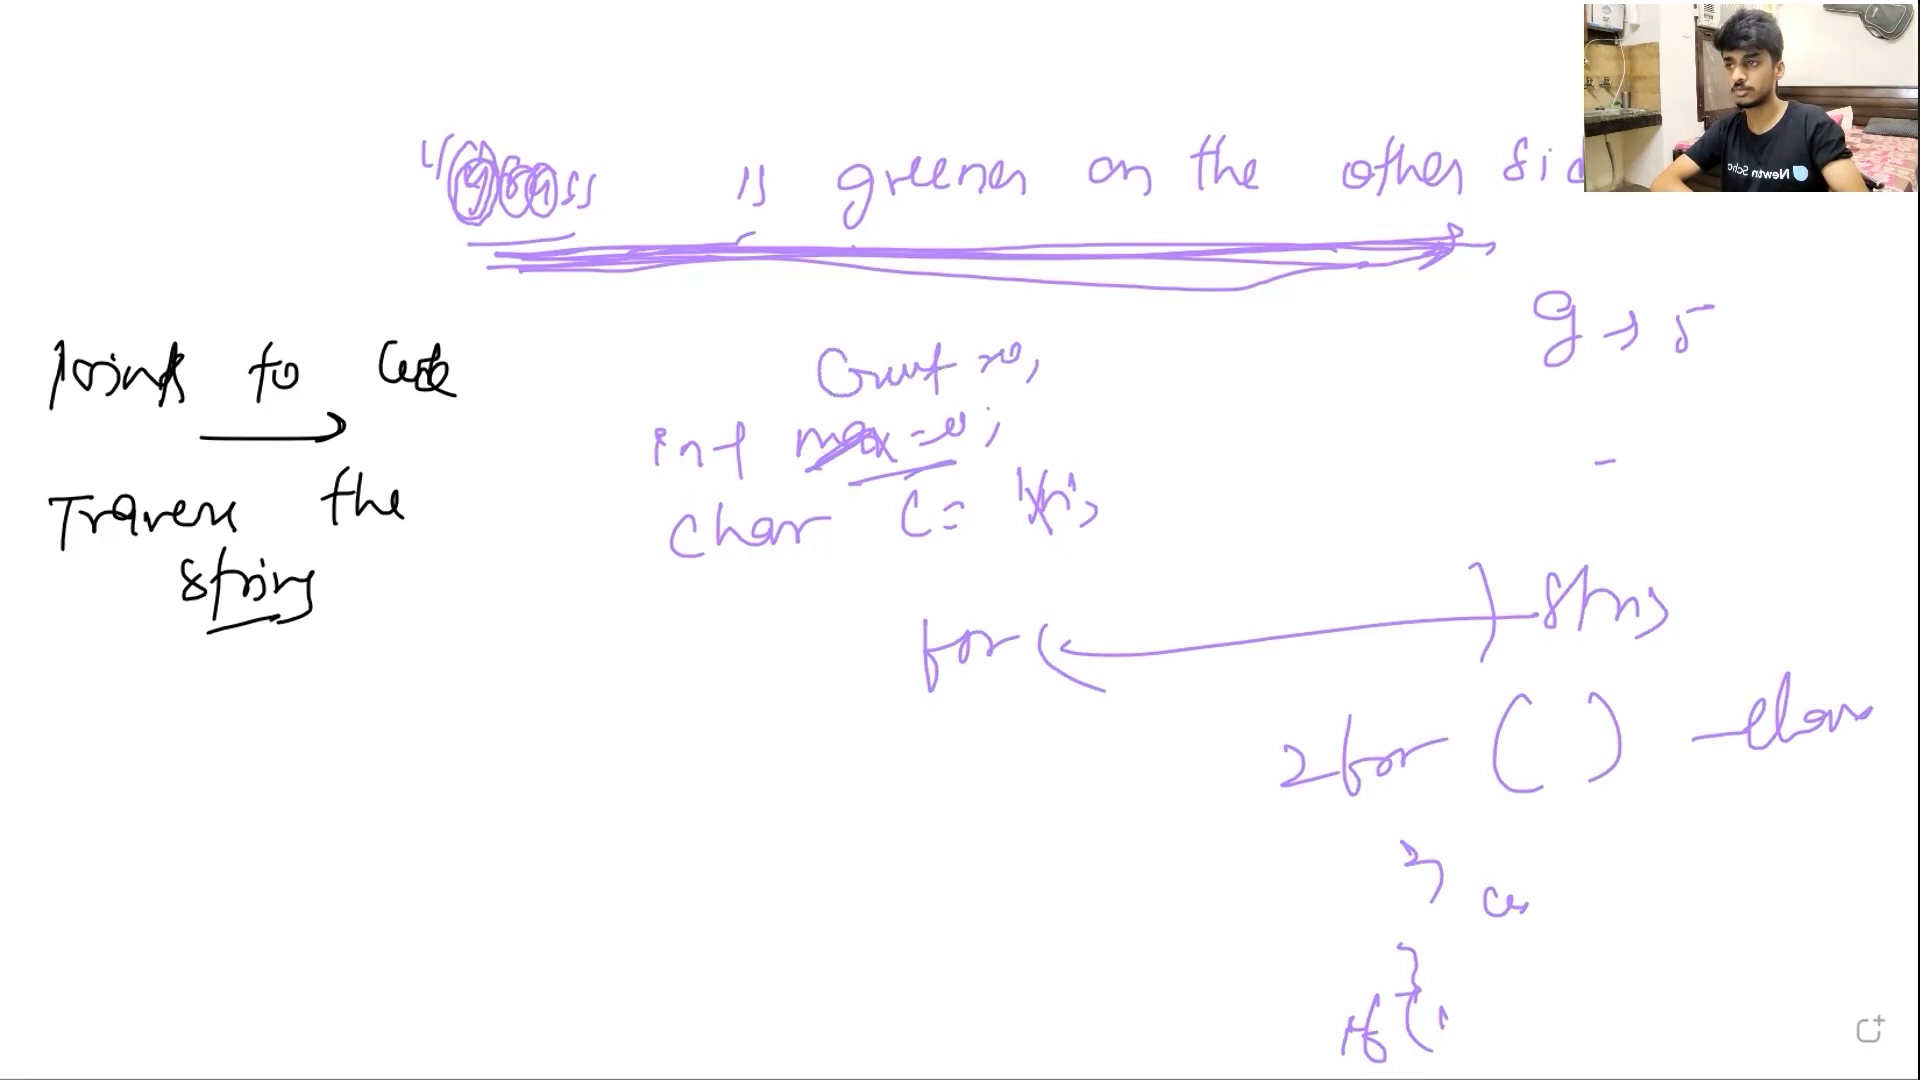 "grass is greener on the other sid
g → 5
Points to code
Count = 0;
int max = 0;
Traverse the
string
char c =
for ( ) string
2 for ( )
}
}
if (